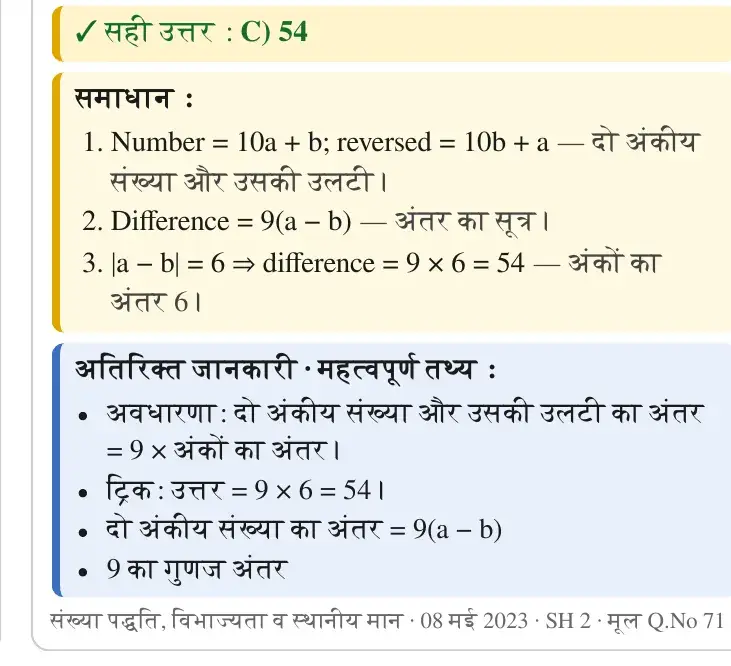 ✓ सही उत्तर : C) 54
समाधान :
1. Number = 10a + b; reversed = 10b + a — दो अंकीय
संख्या और उसकी उलटी।
2. Difference = 9(a − b) — अंतर का सूत्र।
3. |a − b| = 6 ⇒ difference = 9 × 6 = 54 — अंकों का
अंतर 6।
अतिरिक्त जानकारी · महत्वपूर्ण तथ्य :
• अवधारणा : दो अंकीय संख्या और उसकी उलटी का अंतर
= 9 × अंकों का अंतर।
• ट्रिक : उत्तर = 9 × 6 = 54।
• दो अंकीय संख्या का अंतर = 9(a − b)
• 9 का गुणज अंतर
संख्या पद्धति, विभाज्यता व स्थानीय मान · 08 मई 2023 · SH 2 · मूल Q.No 71